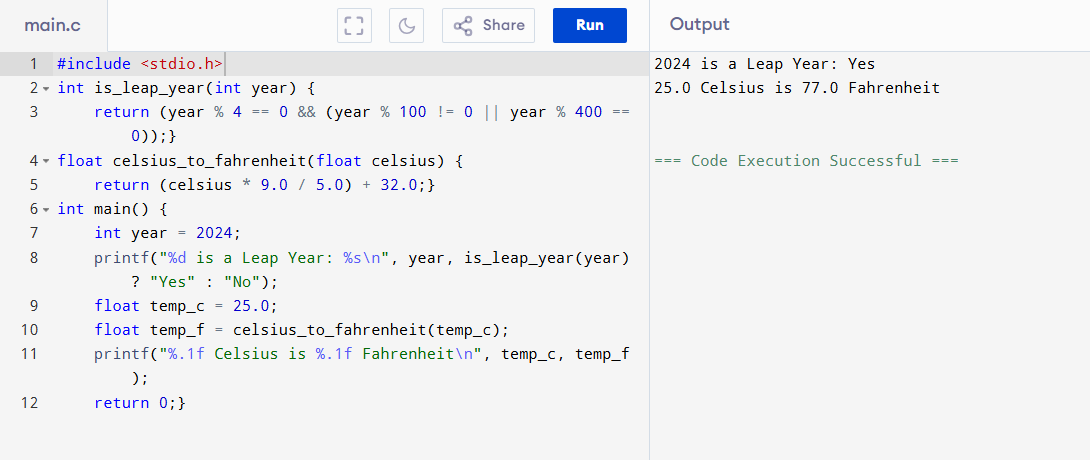 main.c
Share
Run
Output
1 #include <stdio.h>
2 int is_leap_year(int year) {
3     return (year % 4 == 0 && (year % 100 != 0 || year % 400 ==
0));}
4 float celsius_to_fahrenheit(float celsius) {
5     return (celsius * 9.0 / 5.0) + 32.0;}
6 int main() {
7     int year = 2024;
8     printf("%d is a Leap Year: %s\n", year, is_leap_year(year)
? "Yes" : "No");
9     float temp_c = 25.0;
10     float temp_f = celsius_to_fahrenheit(temp_c);
11     printf("%.1f Celsius is %.1f Fahrenheit\n", temp_c, temp_f
);
12     return 0;}
2024 is a Leap Year: Yes
25.0 Celsius is 77.0 Fahrenheit
=== Code Execution Successful ===